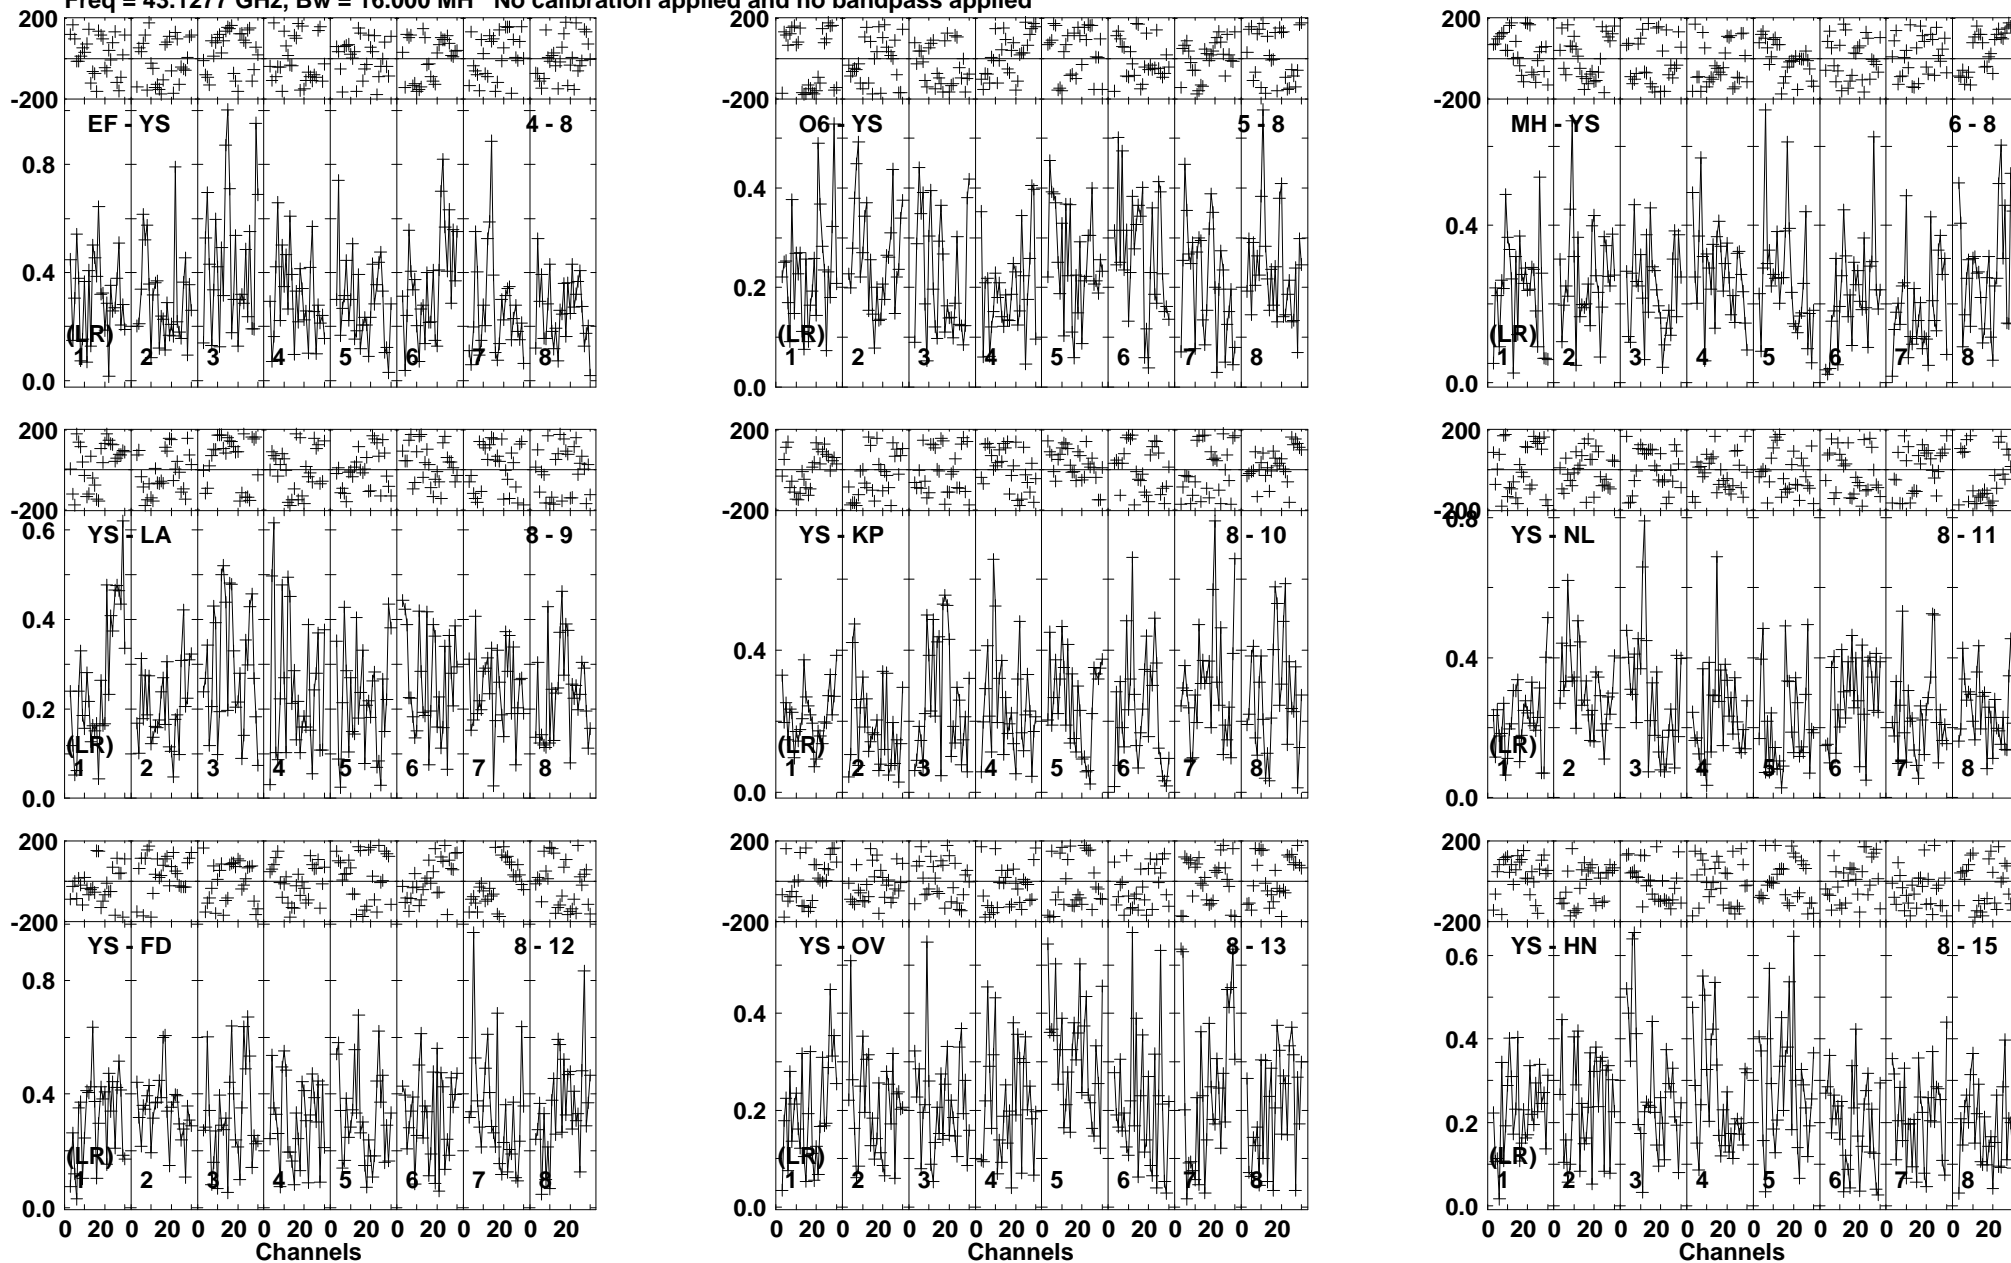 Freq = 43.1277 GHz, Bw = 16.000 MH No calibration applied and no bandpass applied
200 200 200
-200 -200 -200
EF - YS 4 - 8 O6 - YS 5 - 8 MH - YS 6 - 8
0.8
0.4 0.4 0.4
0.2
(LR) (LR) (LR)
1 2 3 4 5 6 7 8 1 2 3 4 5 6 7 8 1 2 3 4 5 6 7 8
0.0 0.0 0.0
200 200 200
-200 -200 -200
0.8
0.6 YS - LA 8 - 9 YS - KP 8 - 10 YS - NL 8 - 11
0.4 0.4 0.4
0.2
(LR) (LR) (LR)
1 2 3 4 5 6 7 8 1 2 3 4 5 6 7 8 1 2 3 4 5 6 7 8
0.0 0.0 0.0
200 200 200
-200 -200 -200
YS - FD 8 - 12 YS - OV 8 - 13 YS - HN 8 - 15
0.8 0.6
0.4 0.4 0.4
0.2 0.2
(LR) (LR) (LR)
1 2 3 4 5 6 7 8 1 2 3 4 5 6 7 8 1 2 3 4 5 6 7 8
0.0 0.0 0.0
0 20 0 20 0 20 0 20 0 20 0 20 0 20 0 20 0 20 0 20 0 20 0 20 0 20 0 20 0 20 0 20 0 20 0 20 0 20 0 20 0 20 0 20 0 20 0 20
Channels Channels Channels